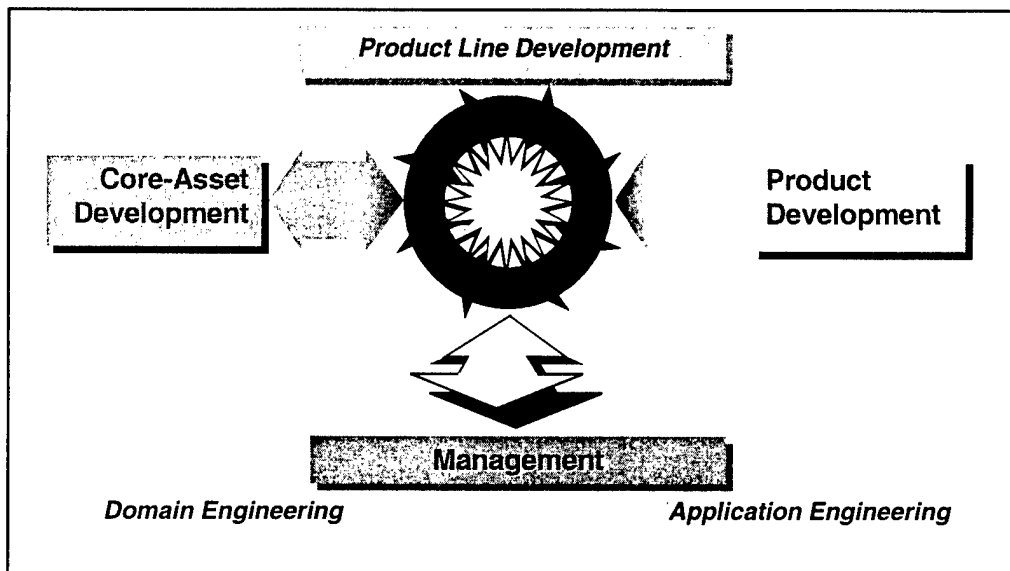 Product Line Development
Core-Asset
Development
Product
Development
Management
Domain Engineering
Application Engineering